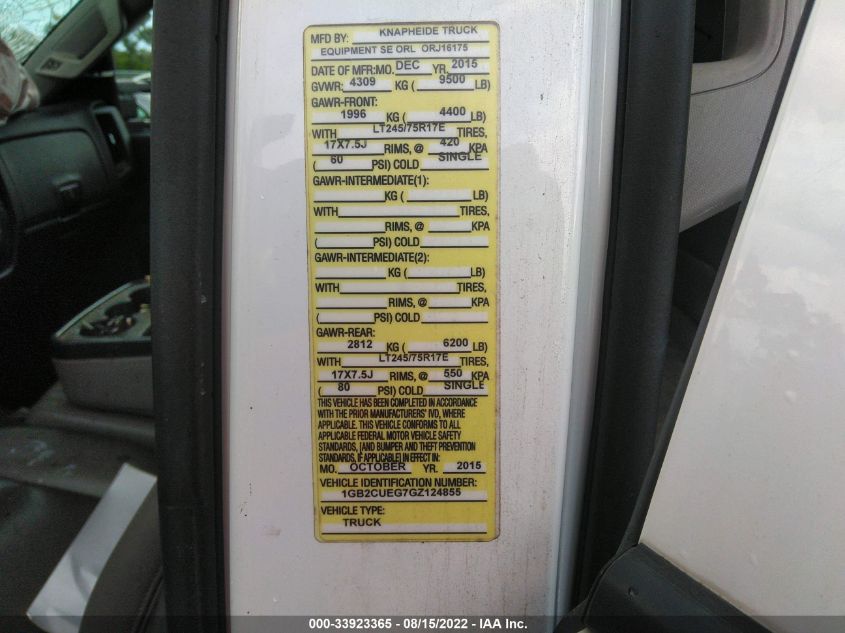 MFD BY: KNAPHEIDE TRUCK
EQUIPMENT SE ORL ORJ16175
DATE OF MFR:MO. DEC YR. 2015
GVWR: 4309 KG ( 9500 LB)
GAWR-FRONT:
1996 KG ( 4400 LB)
WITH LT245/75R17E TIRES,
17X7.5J RIMS, @ 420 KPA
( 60 PSI) COLD SINGLE
GAWR-INTERMEDIATE(1):
KG ( LB)
WITH TIRES,
RIMS, @ KPA
( PSI) COLD
GAWR-INTERMEDIATE(2):
KG ( LB)
WITH TIRES,
RIMS, @ KPA
( PSI) COLD
GAWR-REAR:
2812 KG ( 6200 LB)
WITH LT245/75R17E TIRES,
17X7.5J RIMS, @ 550 KPA
( 80 PSI) COLD SINGLE
THIS VEHICLE HAS BEEN COMPLETED IN ACCORDANCE
WITH THE PRIOR MANUFACTURERS' IVD, WHERE
APPLICABLE. THIS VEHICLE CONFORMS TO ALL
APPLICABLE FEDERAL MOTOR VEHICLE SAFETY
STANDARDS, [AND BUMPER AND THEFT PREVENTION
STANDARDS, IF APPLICABLE] IN EFFECT IN:
MO. OCTOBER YR. 2015
VEHICLE IDENTIFICATION NUMBER:
1GB2CUEG7GZ124855
VEHICLE TYPE:
TRUCK
000-33923365 - 08/15/2022 - IAA Inc.